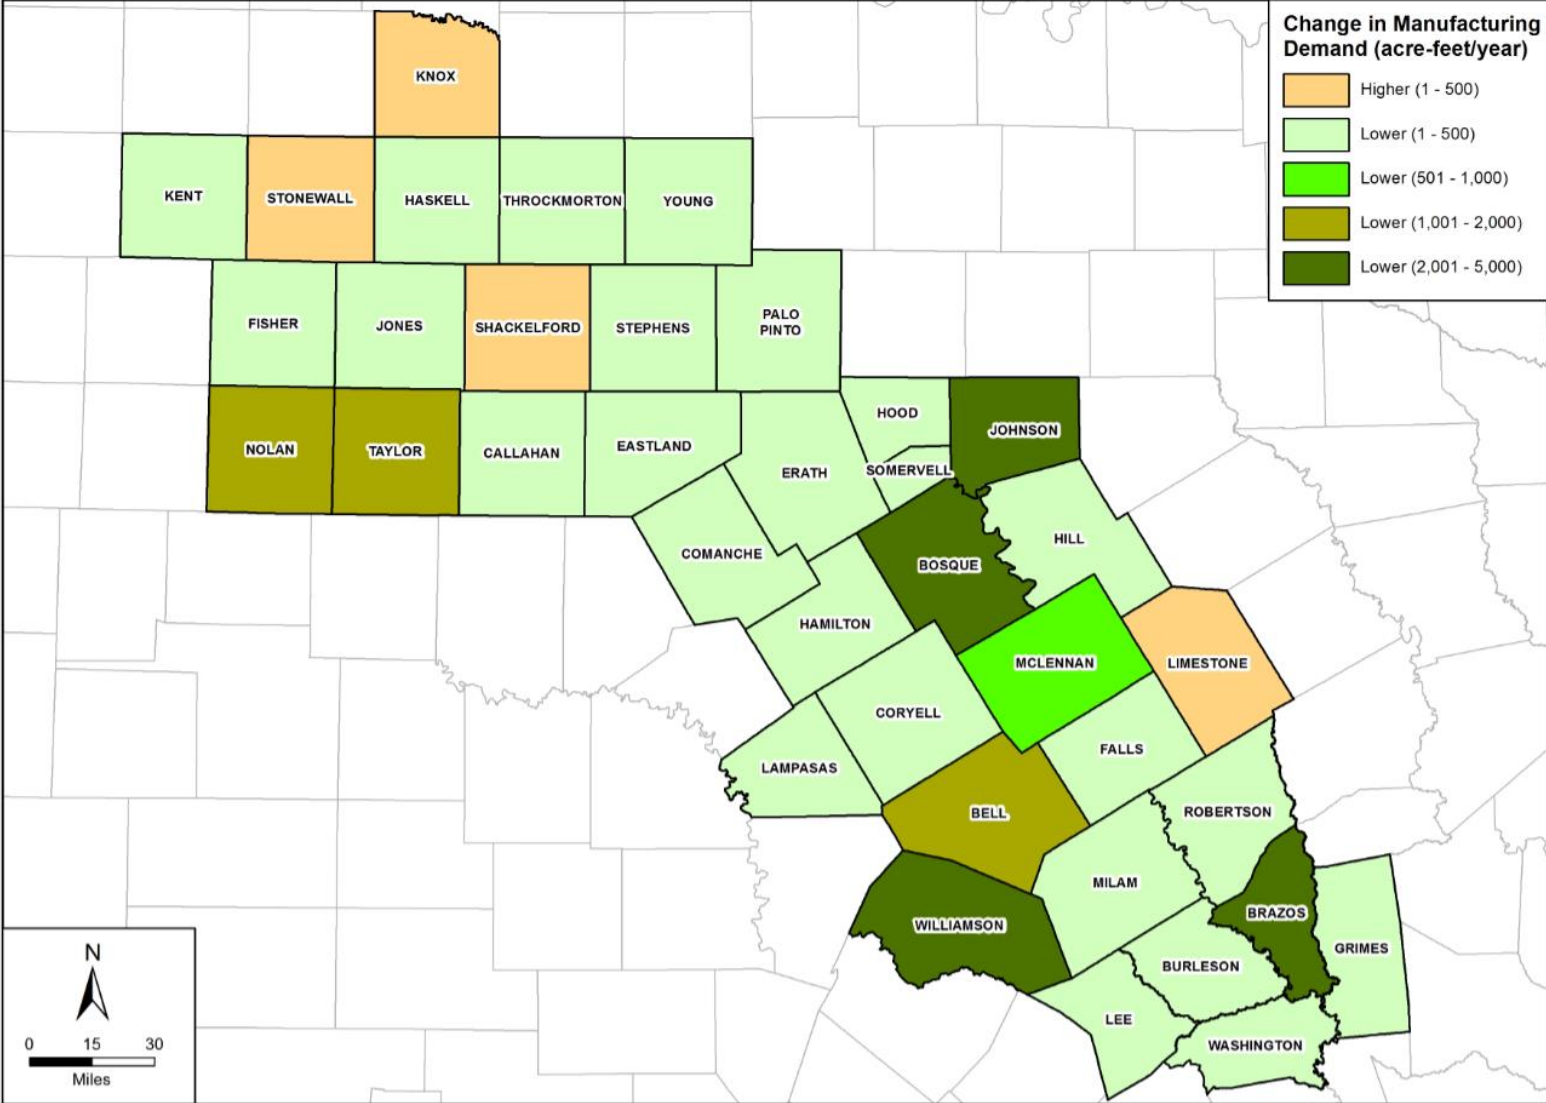 Change in Manufacturing
Demand (acre-feet/year)
Higher (1 - 500)
Lower (1 - 500)
Lower (501 - 1,000)
Lower (1,001 - 2,000)
Lower (2,001 - 5,000)
KNOX
KENT
STONEWALL
HASKELL
THROCKMORTON
YOUNG
FISHER
JONES
SHACKELFORD
STEPHENS
PALO
PINTO
NOLAN
TAYLOR
CALLAHAN
EASTLAND
ERATH
HOOD
SOMERVELL
JOHNSON
COMANCHE
BOSQUE
HILL
HAMILTON
MCLENNAN
LIMESTONE
CORYELL
FALLS
LAMPASAS
BELL
ROBERTSON
MILAM
WILLIAMSON
BRAZOS
GRIMES
BURLESON
LEE
WASHINGTON
N
0 15 30
Miles